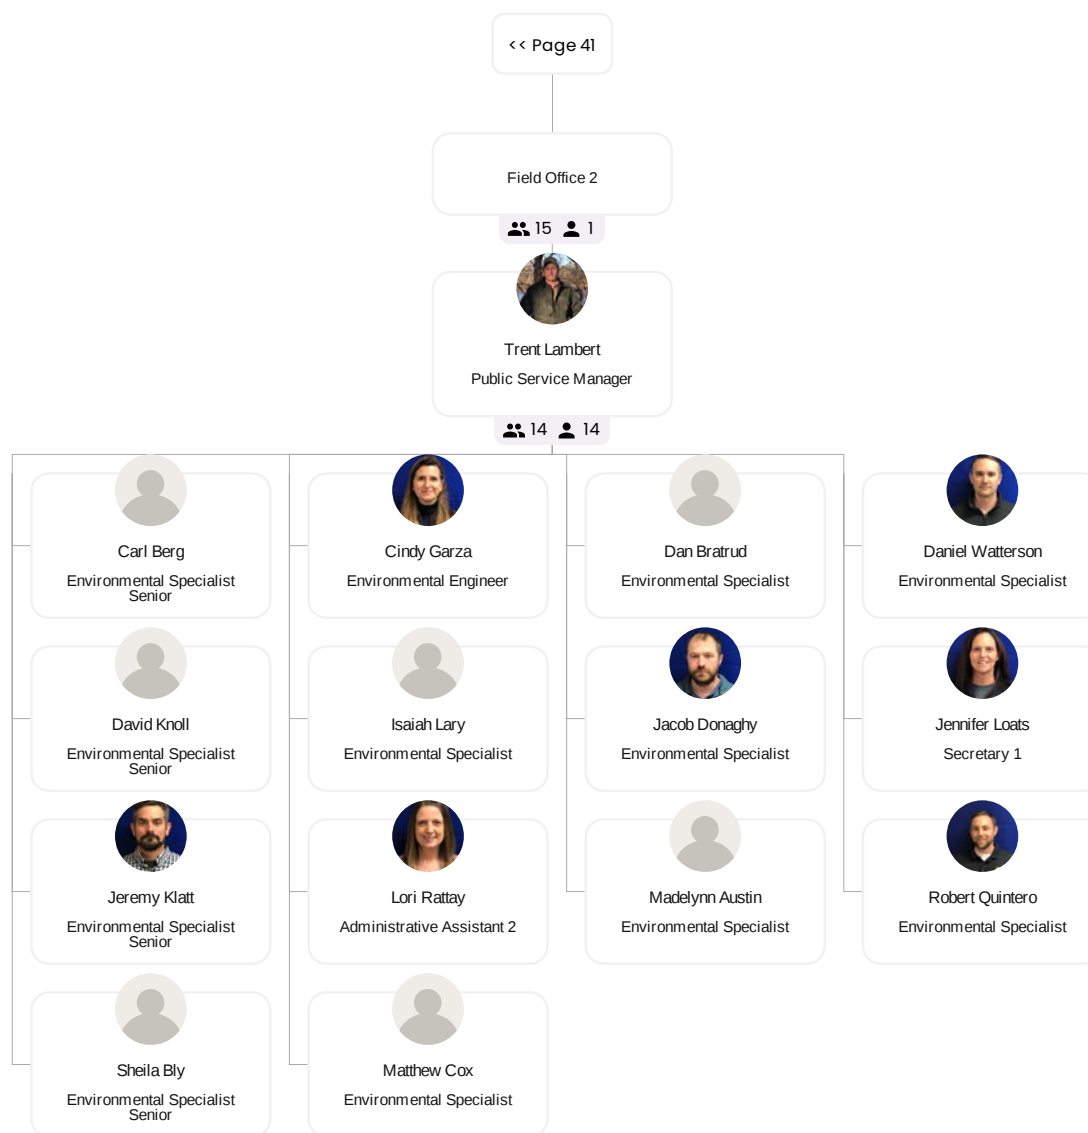 << Page 41
Field Office 2
15 1
Trent Lambert
Public Service Manager
14 14
Carl Berg
Environmental Specialist
Senior
Cindy Garza
Environmental Engineer
Dan Bratrud
Environmental Specialist
Daniel Watterson
Environmental Specialist
David Knoll
Environmental Specialist
Senior
Isaiah Lary
Environmental Specialist
Jacob Donaghy
Environmental Specialist
Jennifer Loats
Secretary 1
Jeremy Klatt
Environmental Specialist
Senior
Lori Rattay
Administrative Assistant 2
Madelynn Austin
Environmental Specialist
Robert Quintero
Environmental Specialist
Sheila Bly
Environmental Specialist
Senior
Matthew Cox
Environmental Specialist